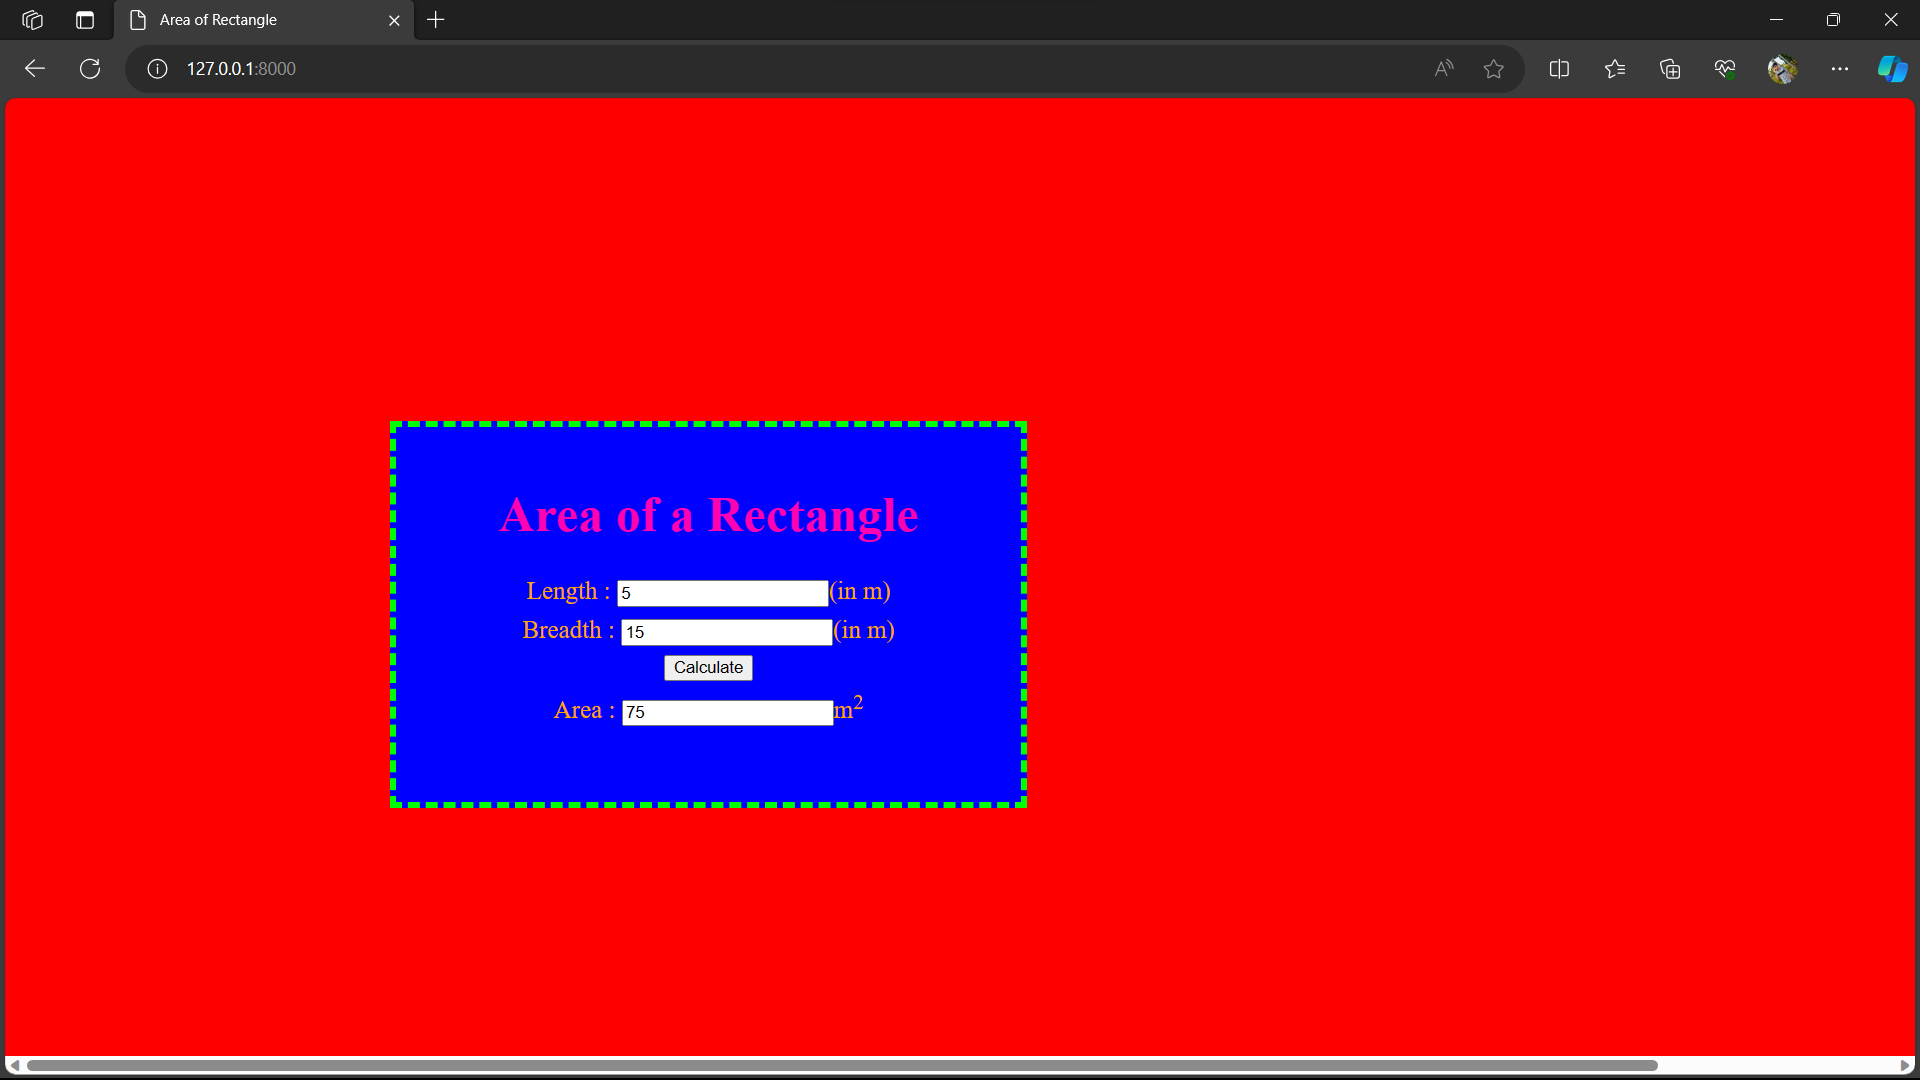 Area of Rectangle
127.0.0.1:8000
Area of a Rectangle
Length : 5 (in m)
Breadth : 15 (in m)
Calculate
Area : 75 m²